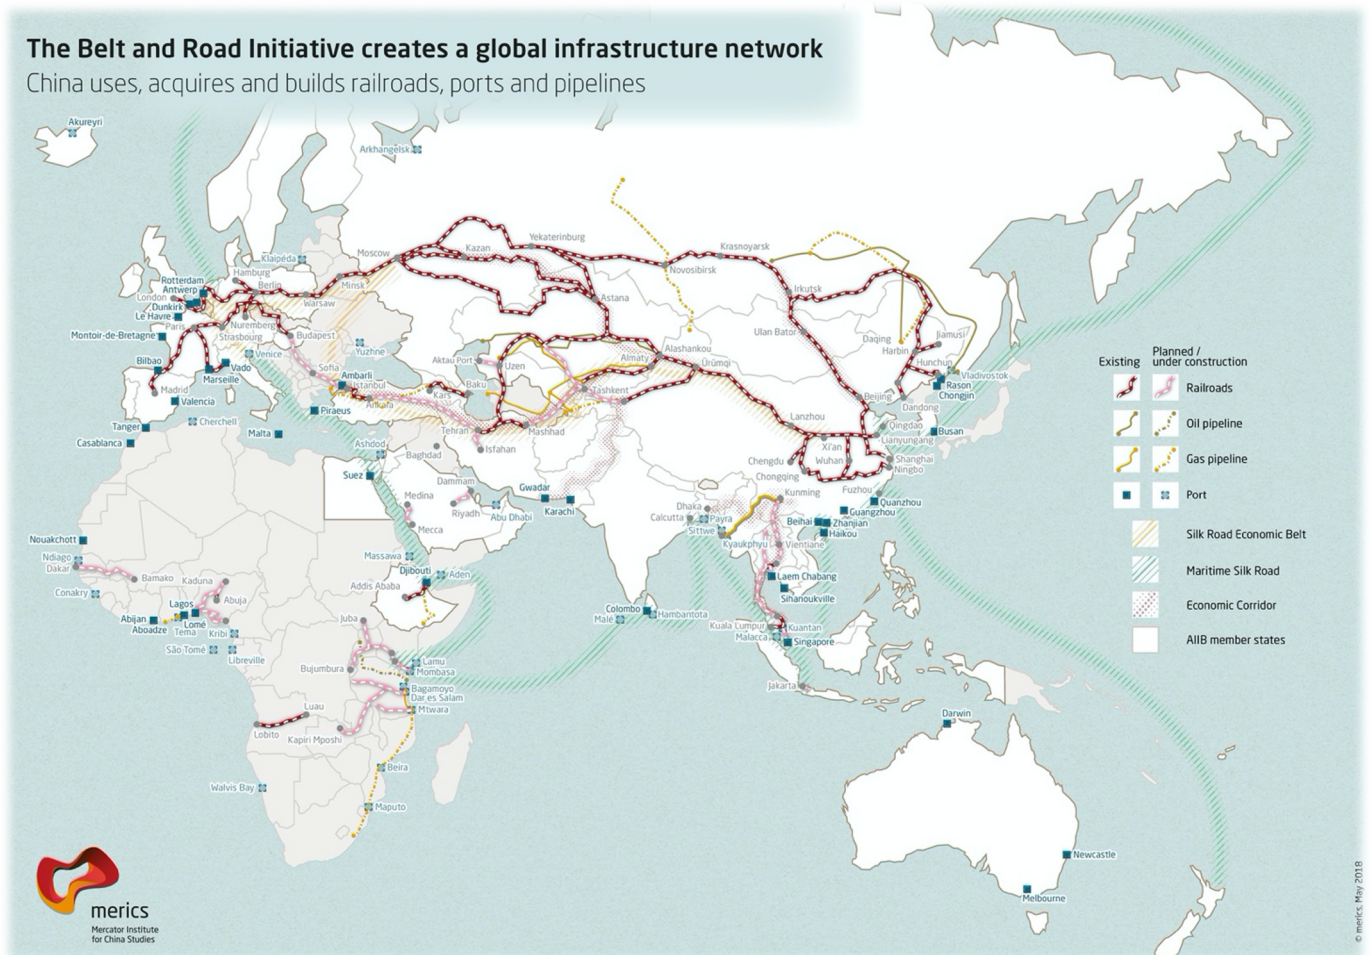 The Belt and Road Initiative creates a global infrastructure network
China uses, acquires and builds railroads, ports and pipelines
Akureyri
Arkhangelsk
Yekaterinburg
Kazan
Moscow
Krasnoyarsk
Novosibirsk
Klaipėda
Hamburg
Berlin
Minsk
Warsaw
Rotterdam
Antwerp
London
Dunkirk
Le Havre
Paris
Nuremberg
Strasbourg
Budapest
Montoir-de-Bretagne
Venice
Yuzhne
Astana
Irkutsk
Ulan Bator
Daqing
Harbin
Jiamusi
Hunchun
Vladivostok
Rason
Chongjin
Bilbao
Vado
Marseille
Madrid
Valencia
Sofia
Ambarli
Istanbul
Ankara
Kars
Baku
Aktau Port
Uzen
Almaty
Alashankou
Ürümqi
Tashkent
Beijing
Dandong
Piraeus
Tanger
Casablanca
Cherchell
Malta
Tehran
Mashhad
Isfahan
Lanzhou
Xi'an
Qingdao
Lianyungang
Busan
Ashdod
Baghdad
Suez
Chengdu
Wuhan
Chongqing
Shanghai
Ningbo
Dammam
Medina
Riyadh
Abu Dhabi
Mecca
Gwadar
Karachi
Kunming
Fuzhou
Quanzhou
Guangzhou
Beihai
Zhanjian
Haikou
Dhaka
Calcutta
Payra
Sittwe
Kyaukphyu
Vientiane
Nouakchott
Ndiago
Dakar
Bamako
Conakry
Kaduna
Abuja
Lagos
Abijan
Lomé
Aboadze
Tema
Kribi
São Tomé
Libreville
Massawa
Djibouti
Aden
Addis Ababa
Laem Chabang
Sihanoukville
Colombo
Hambantota
Malé
Kuala Lumpur
Kuantan
Malacca
Singapore
Jakarta
Juba
Bujumbura
Lamu
Mombasa
Bagamoyo
Dar es Salam
Mtwara
Luau
Lobito
Kapiri Mposhi
Beira
Walvis Bay
Maputo
Darwin
Newcastle
Melbourne
Existing
Planned /
under construction
Railroads
Oil pipeline
Gas pipeline
Port
Silk Road Economic Belt
Maritime Silk Road
Economic Corridor
AIIB member states
merics
Mercator Institute
for China Studies
© merics, May 2018